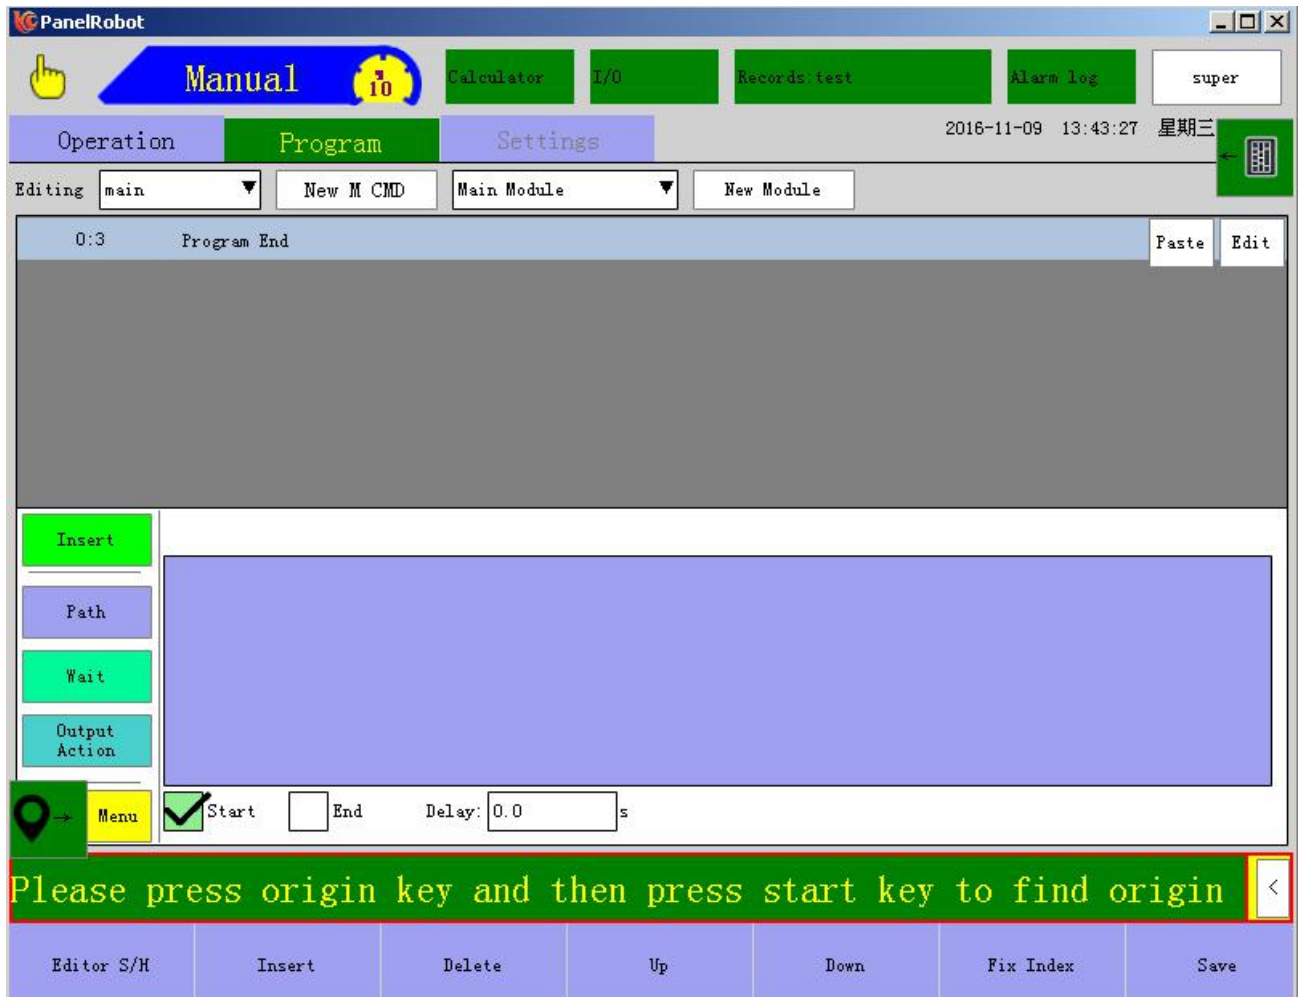 PanelRobot
Manual
10
Calculator
I/O
Records:test
Alarm log
super
Operation
Program
Settings
2016-11-09 13:43:27 星期三
Editing
main
New M CMD
Main Module
New Module
0:3 Program End
Paste
Edit
Insert
Path
Wait
Output
Action
Menu
Start
End
Delay: 0.0 s
Please press origin key and then press start key to find origin
<
Editor S/H
Insert
Delete
Up
Down
Fix Index
Save